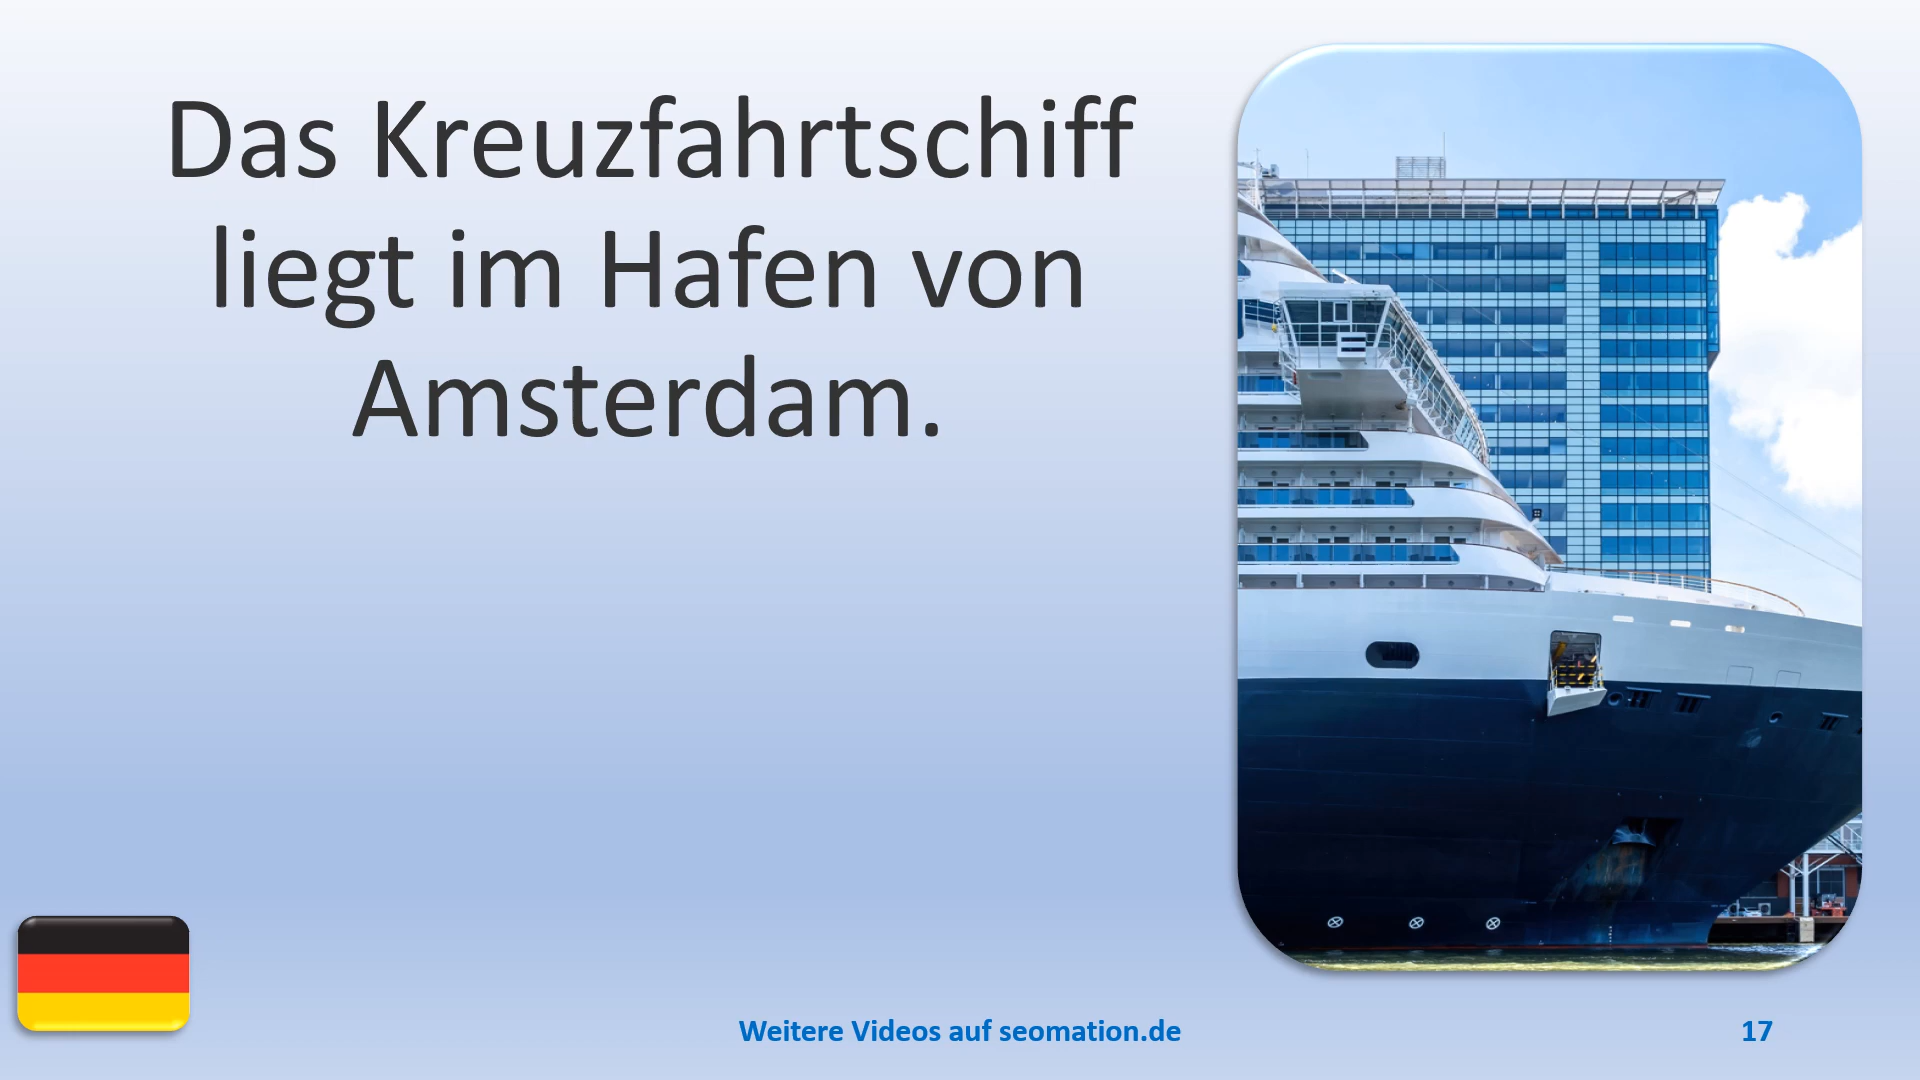 Das Kreuzfahrtschiff
liegt im Hafen von
Amsterdam.
Weitere Videos auf seomation.de
17